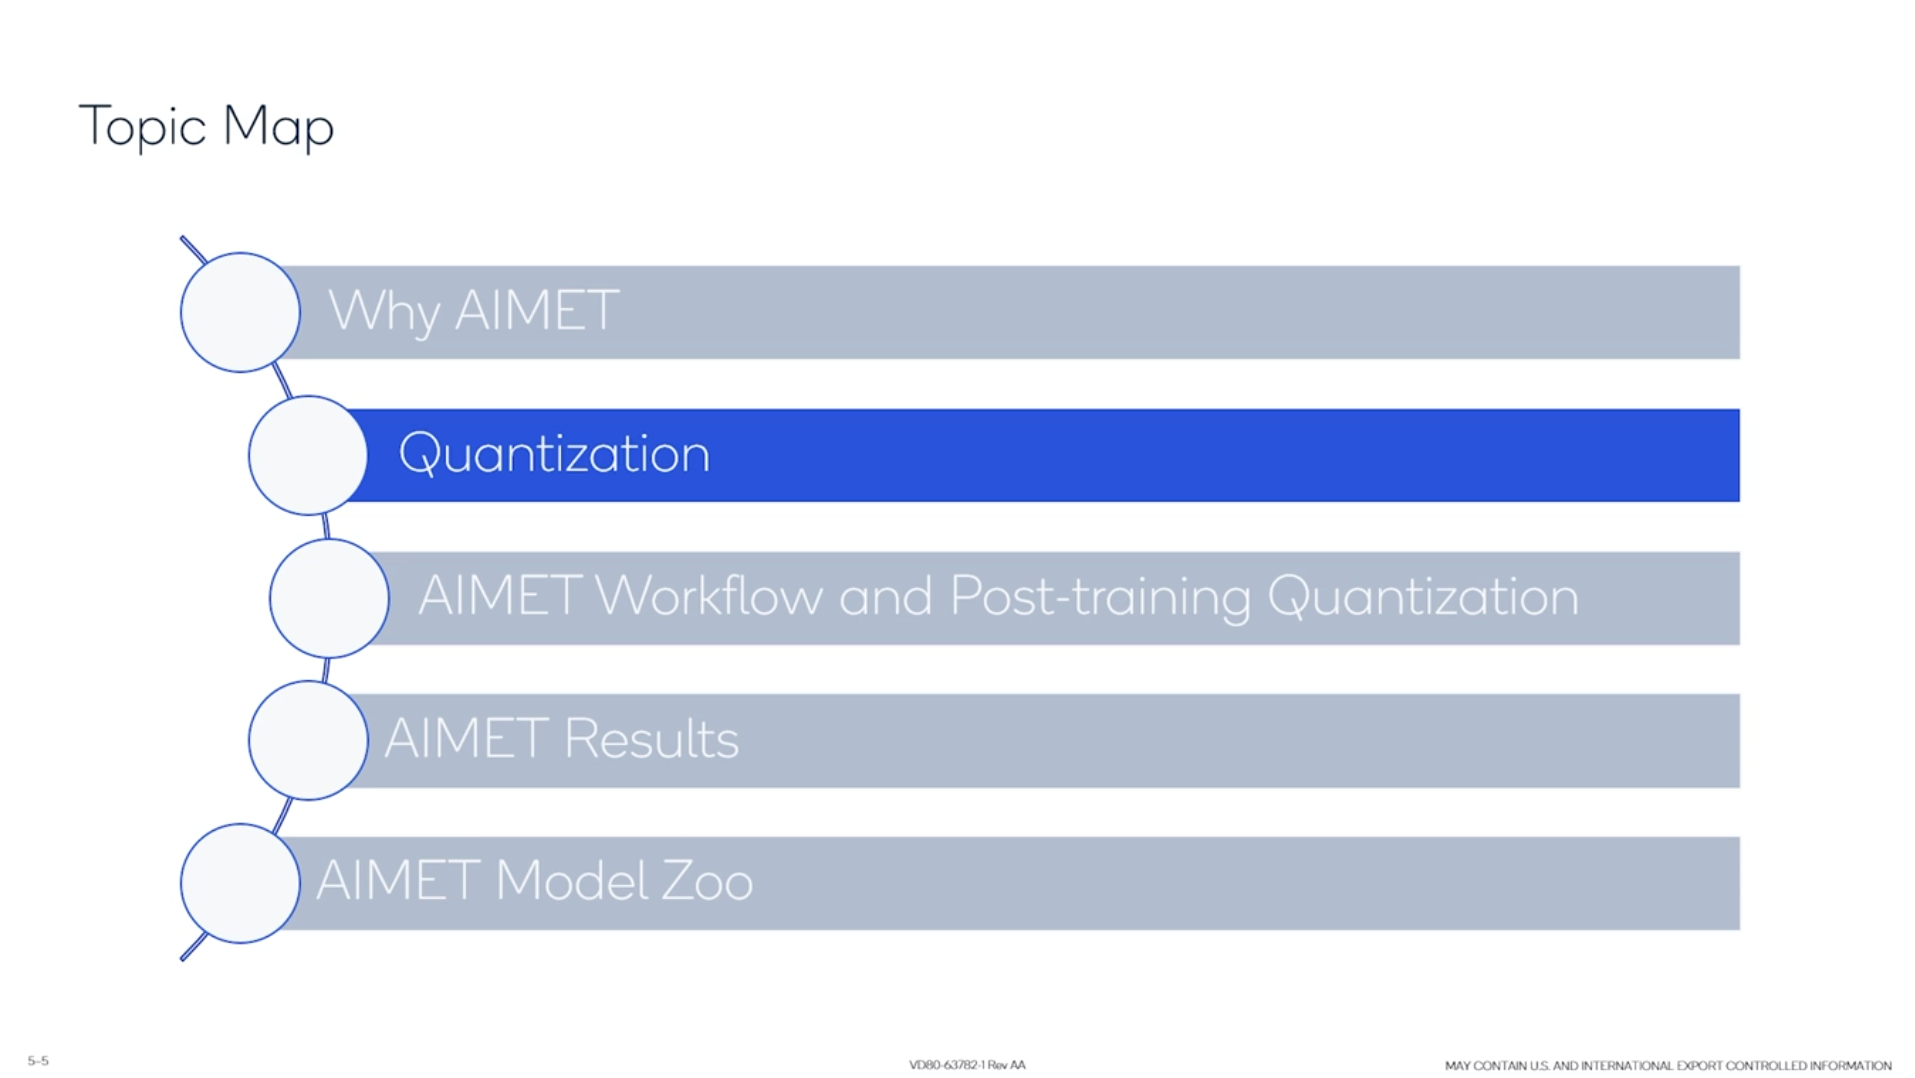 Topic Map
Why AIMET
Quantization
AIMET Workflow and Post-training Quantization
AIMET Results
AIMET Model Zoo
5-5
VD80-63782-1 Rev AA
MAY CONTAIN U.S. AND INTERNATIONAL EXPORT CONTROLLED INFORMATION